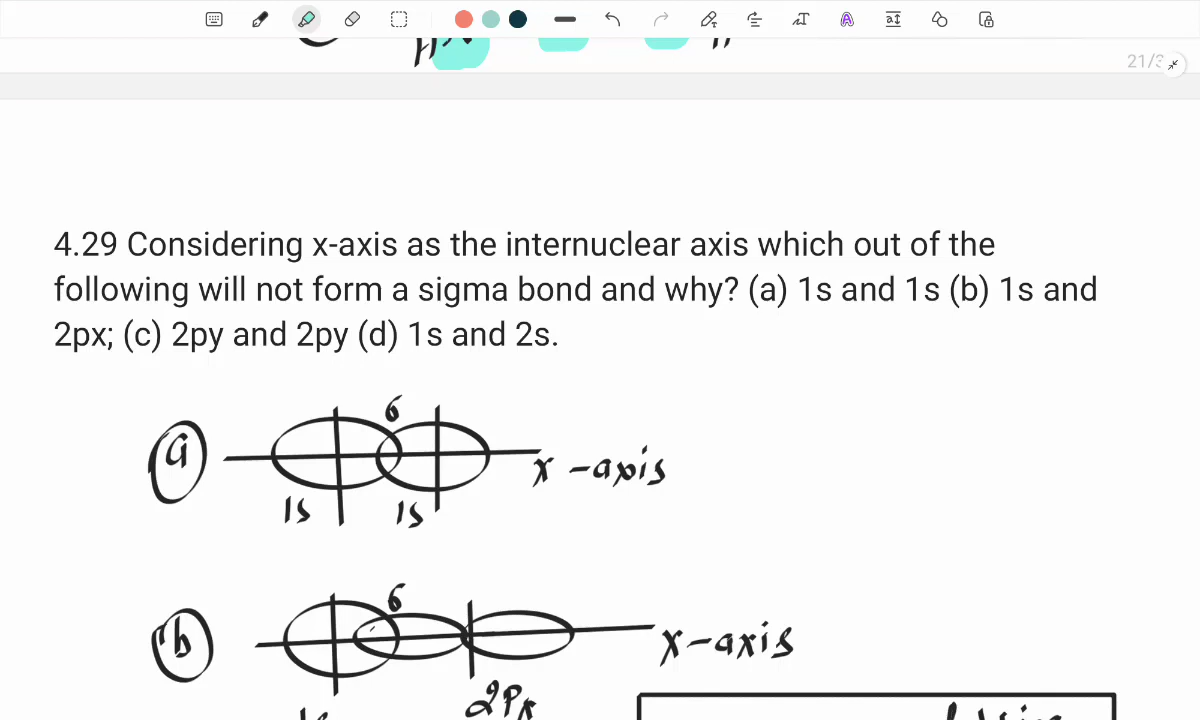 21/3
4.29 Considering x-axis as the internuclear axis which out of the
following will not form a sigma bond and why? (a) 1s and 1s (b) 1s and
2px; (c) 2py and 2py (d) 1s and 2s.
6
a
x-axis
1s 1s
6
b
x-axis
2Px